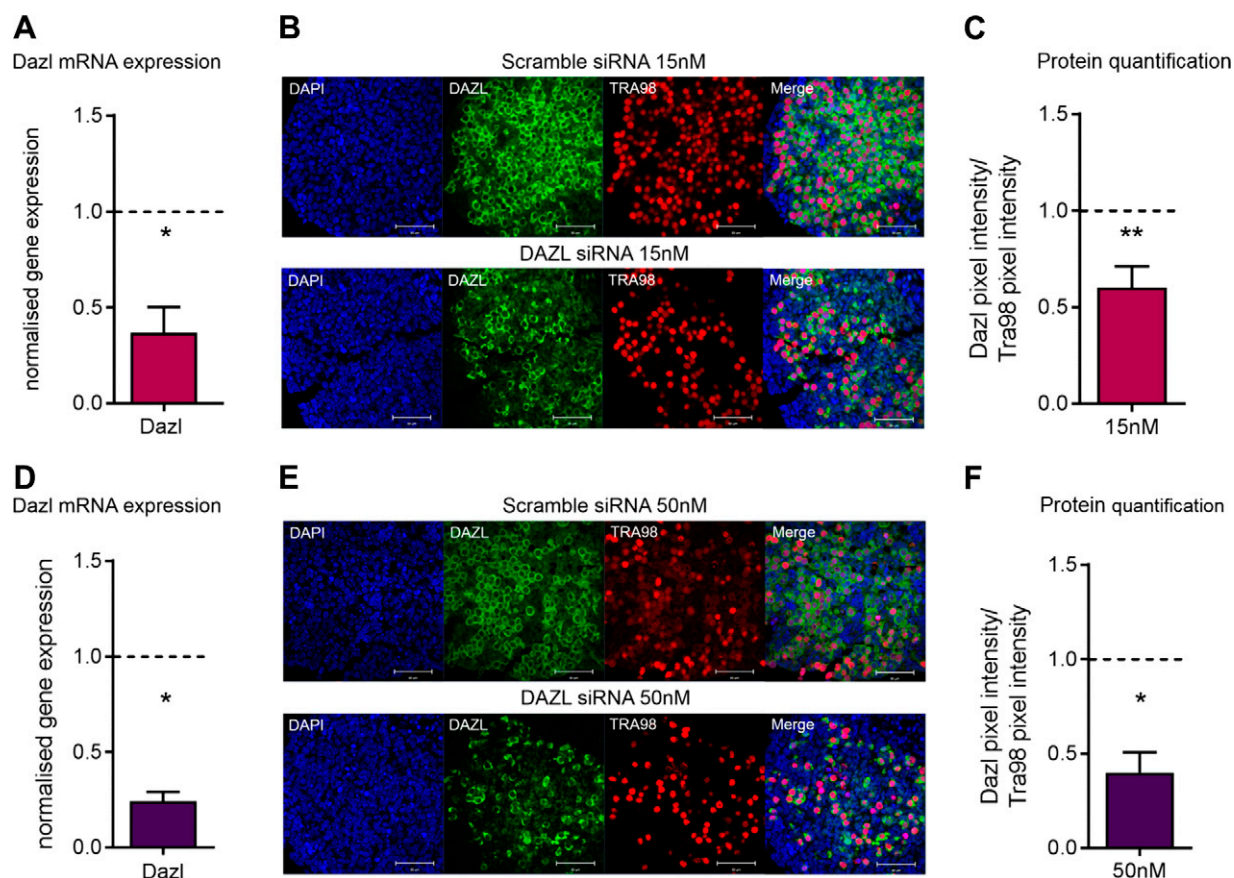 A
Dazl mRNA expression
normalised gene expression
1.5
1.0
*
0.5
0.0
Dazl
B
Scramble siRNA 15nM
DAPI DAZL TRA98 Merge
DAZL siRNA 15nM
DAPI DAZL TRA98 Merge
C
Protein quantification
Dazl pixel intensity/
Tra98 pixel intensity
1.5
1.0
**
0.5
0.0
15nM
D
Dazl mRNA expression
normalised gene expression
1.5
1.0
*
0.5
0.0
Dazl
E
Scramble siRNA 50nM
DAPI DAZL TRA98 Merge
DAZL siRNA 50nM
DAPI DAZL TRA98 Merge
F
Protein quantification
Dazl pixel intensity/
Tra98 pixel intensity
1.5
1.0
*
0.5
0.0
50nM